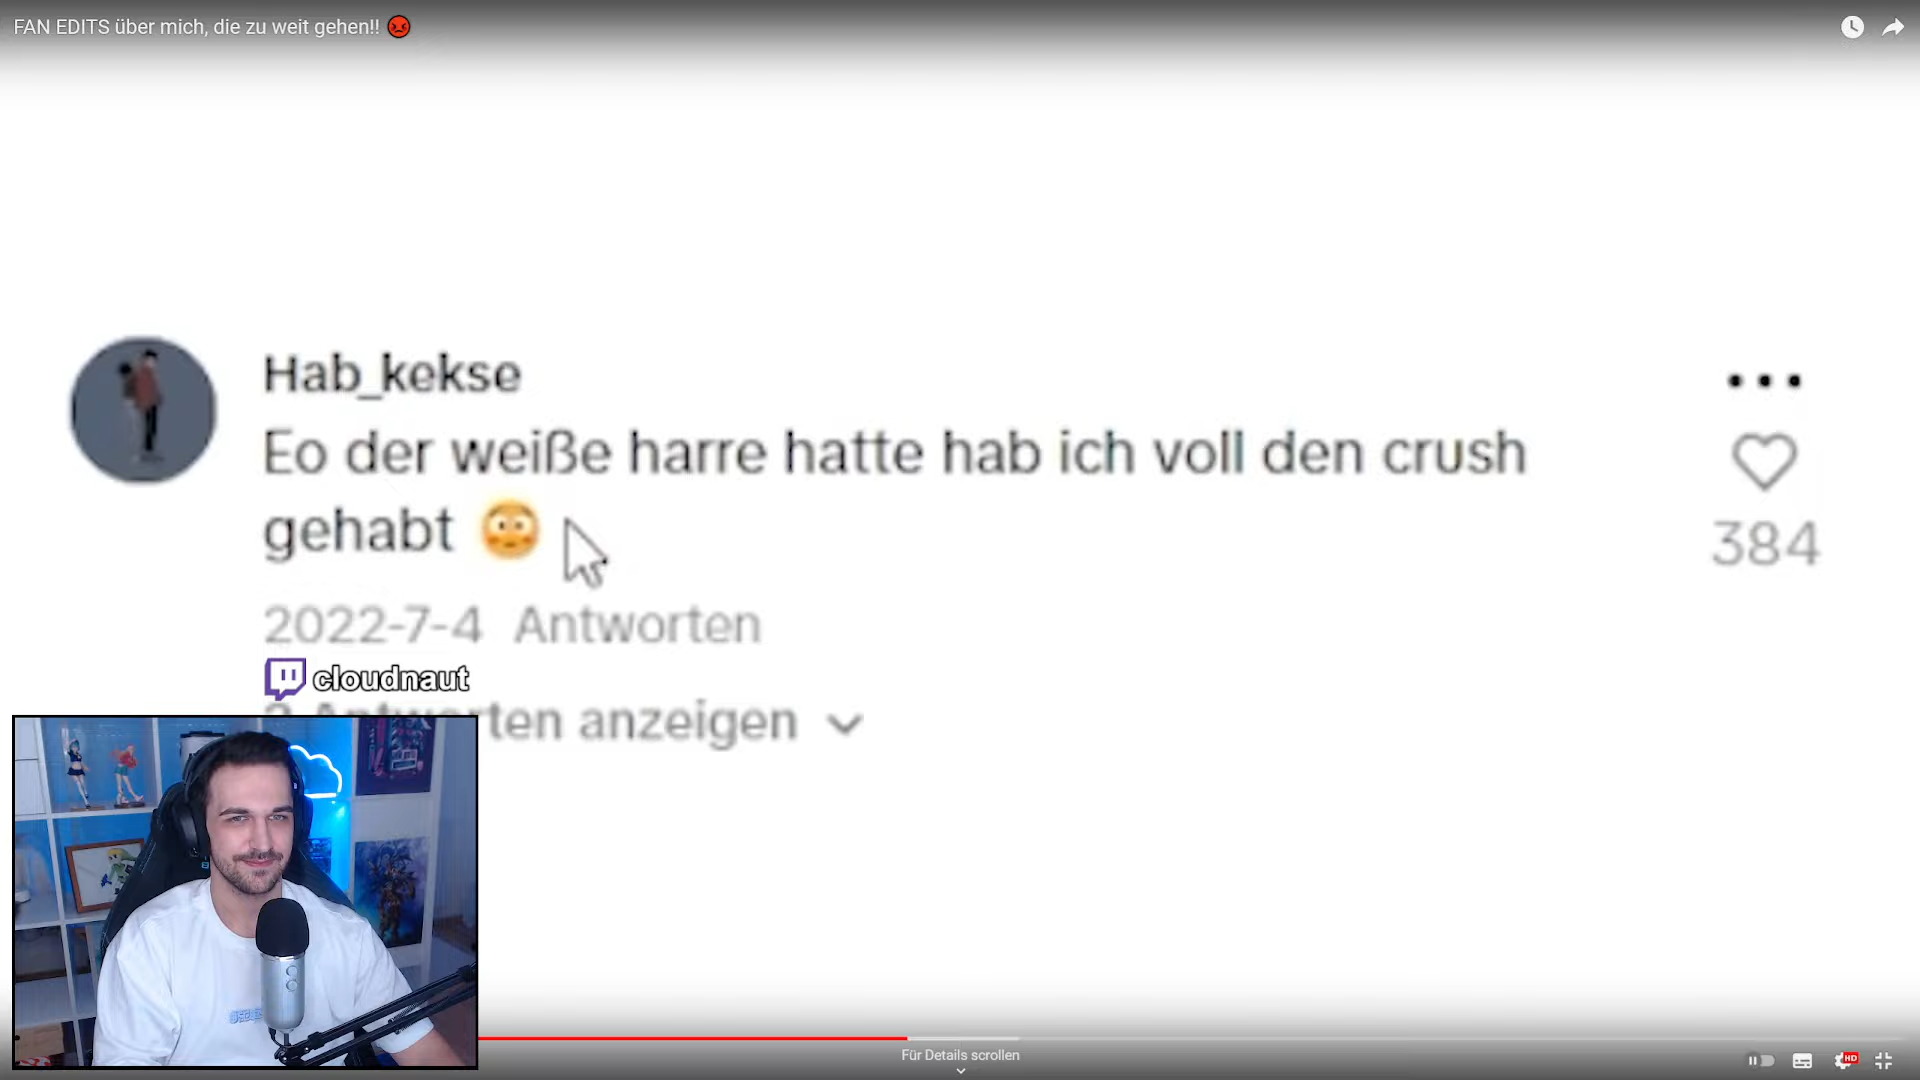 FAN EDITS über mich, die zu weit gehen!! 😡
Hab_kekse
Eo der weiße harre hatte hab ich voll den crush
gehabt 😳
384
2022-7-4 Antworten
cloudnaut
ten anzeigen
Für Details scrollen
HD